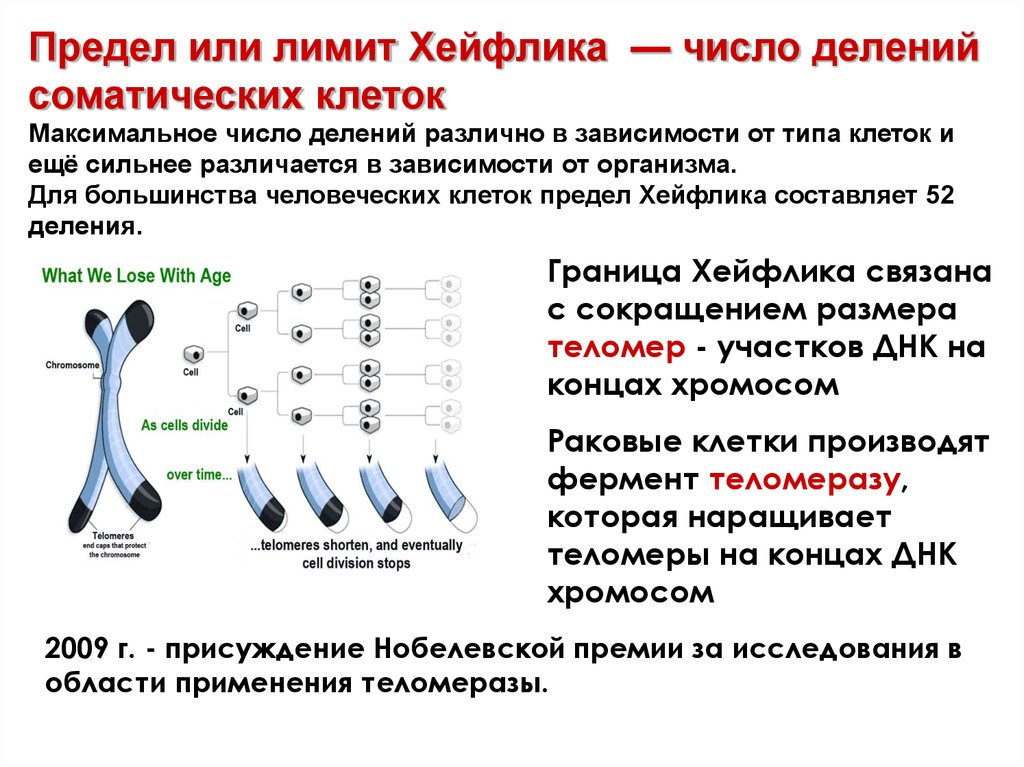 Предел или лимит Хейфлика — число делений
соматических клеток
Максимальное число делений различно в зависимости от типа клеток и
ещё сильнее различается в зависимости от организма.
Для большинства человеческих клеток предел Хейфлика составляет 52
деления.
What We Lose With Age
Chromosome
Cell
Cell
Cell
As cells divide
over time...
Telomeres
end caps that protect
the chromosome
...telomeres shorten, and eventually
cell division stops
Граница Хейфлика связана
с сокращением размера
теломер - участков ДНК на
концах хромосом
Раковые клетки производят
фермент теломеразу,
которая наращивает
теломеры на концах ДНК
хромосом
2009 г. - присуждение Нобелевской премии за исследования в
области применения теломеразы.